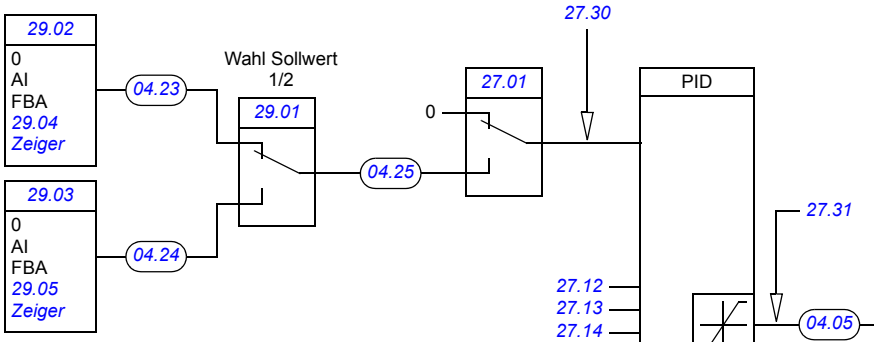 29.02
0
AI
FBA
29.04
Zeiger
04.23
Wahl Sollwert
1/2
29.01
29.03
0
AI
FBA
29.05
Zeiger
04.24
04.25
27.01
0
27.30
PID
27.12
27.13
27.14
27.31
04.05